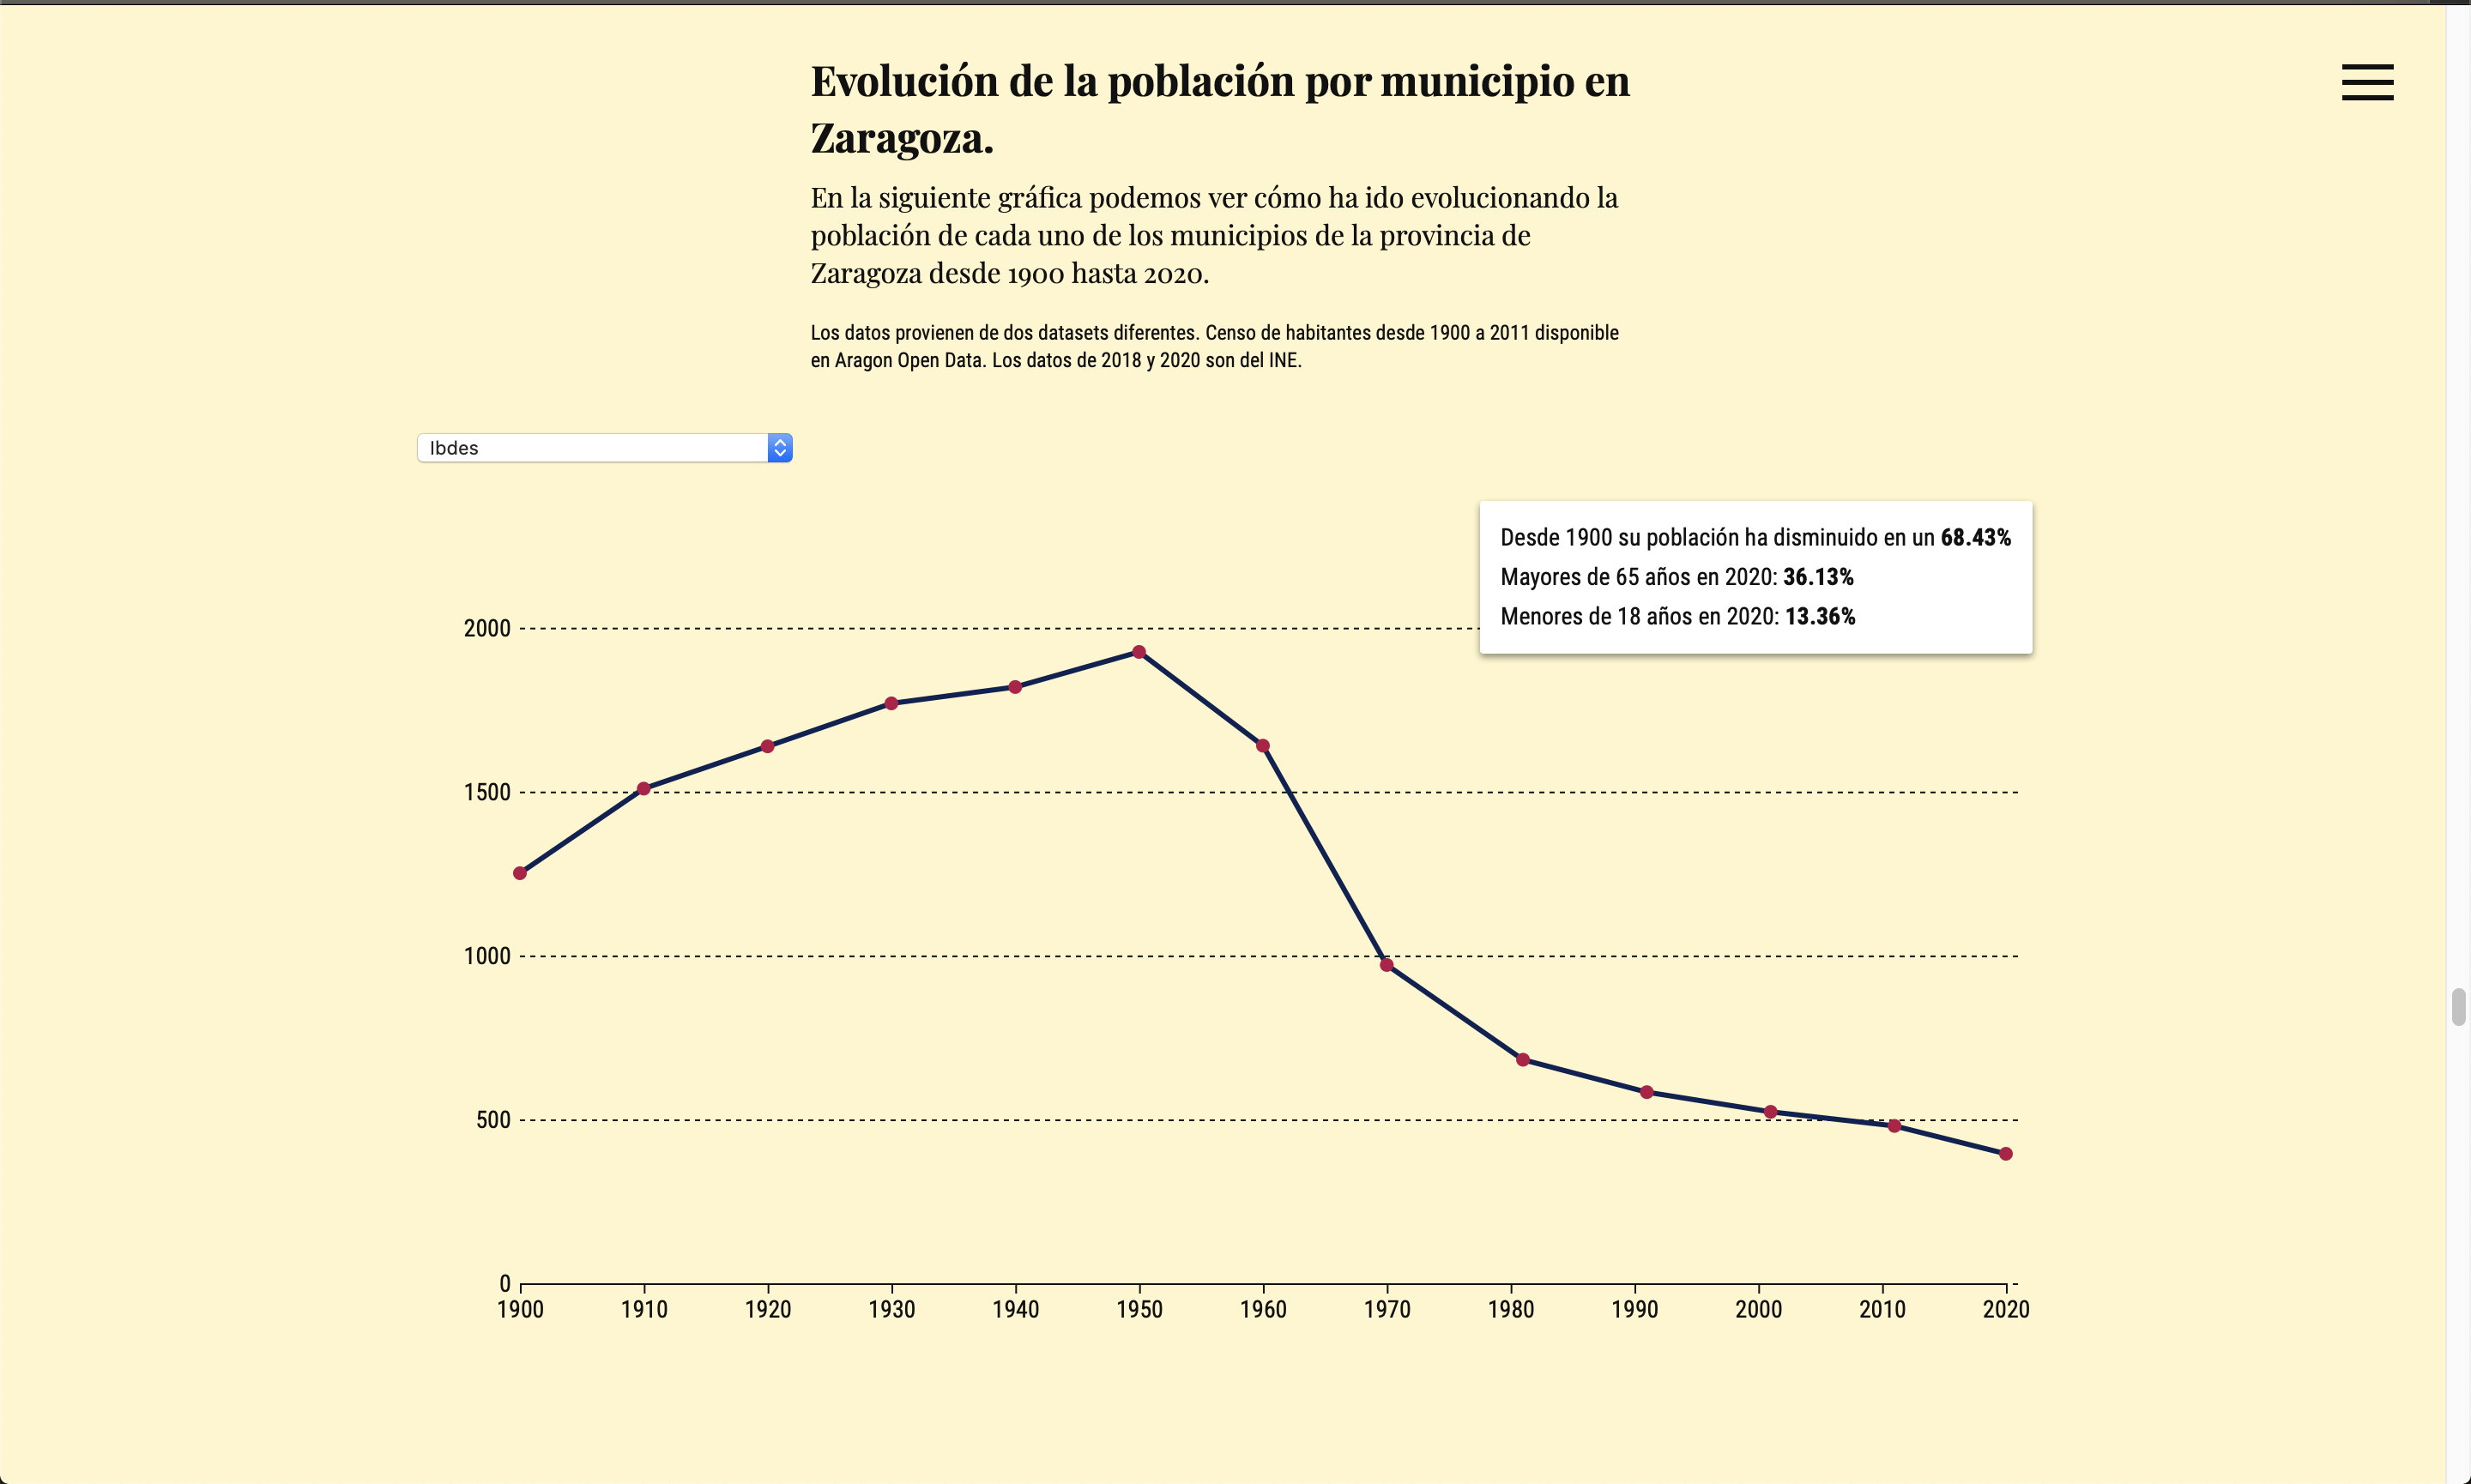 Evolución de la población por municipio en
Zaragoza.
En la siguiente gráfica podemos ver cómo ha ido evolucionando la
población de cada uno de los municipios de la provincia de
Zaragoza desde 1900 hasta 2020.
Los datos provienen de dos datasets diferentes. Censo de habitantes desde 1900 a 2011 disponible
en Aragon Open Data. Los datos de 2018 y 2020 son del INE.
Ibdes
Desde 1900 su población ha disminuido en un 68.43%
Mayores de 65 años en 2020: 36.13%
Menores de 18 años en 2020: 13.36%
2000
1500
1000
500
0
1900 1910 1920 1930 1940 1950 1960 1970 1980 1990 2000 2010 2020